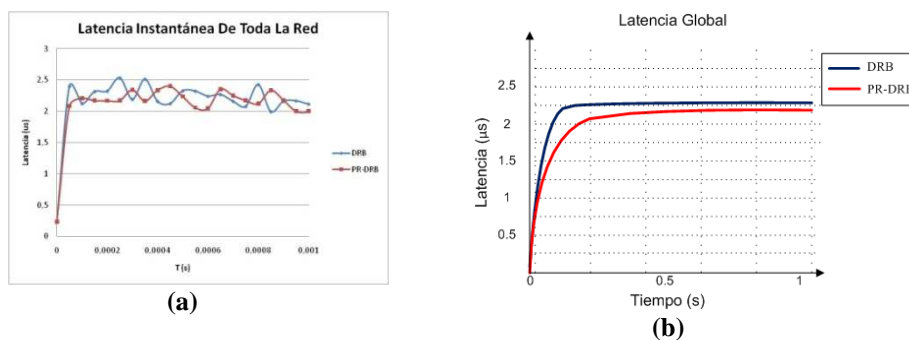 Latencia Instantánea De Toda La Red
3
2.5
2
1.5
1
0.5
0
Latencia (us)
0 0.0002 0.0004 0.0006 0.0008 0.001
T (s)
DRB
PR-DRB
(a)
Latencia Global
2.5
2
1.5
1
0.5
Latencia (µs)
0 0.5 1
Tiempo (s)
DRB
PR-DRB
(b)